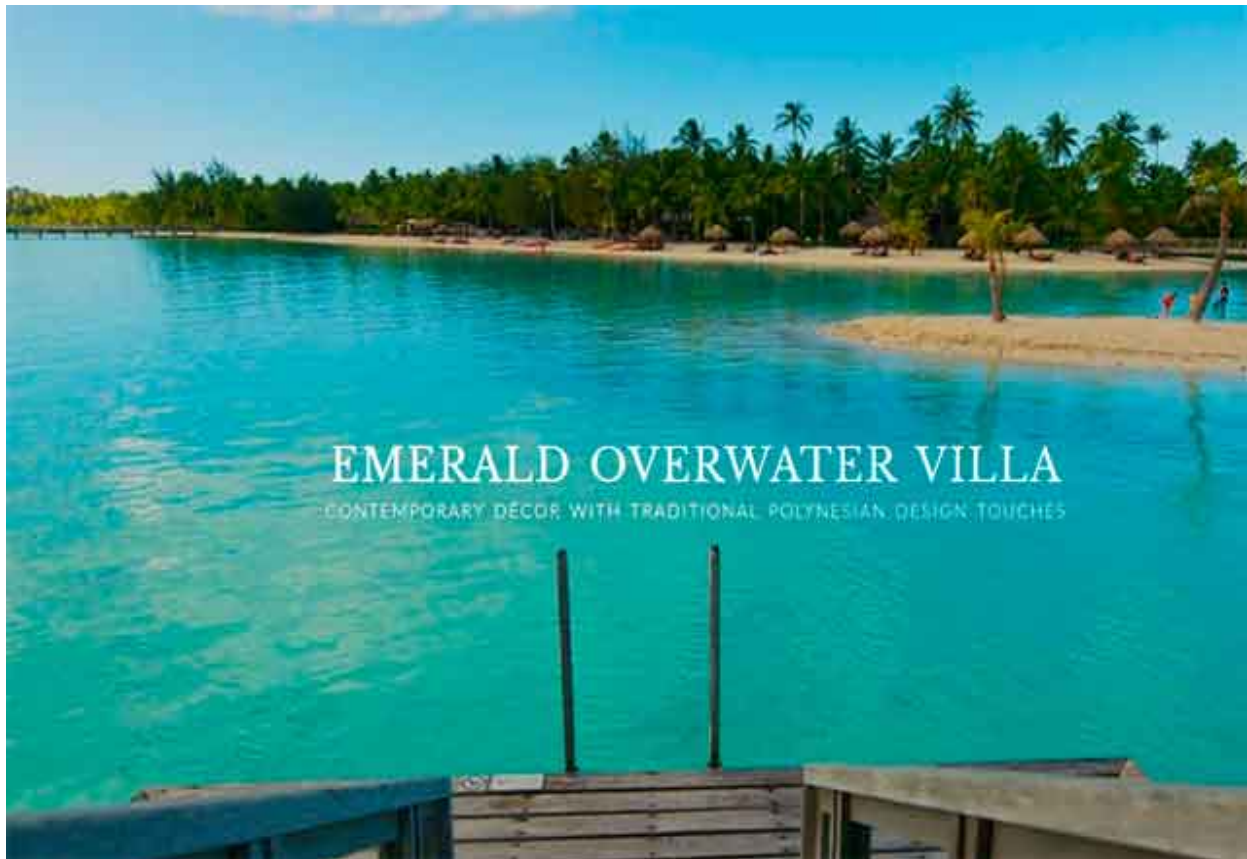 EMERALD OVERWATER VILLA
CONTEMPORARY DÉCOR WITH TRADITIONAL POLYNESIAN DESIGN TOUCHES